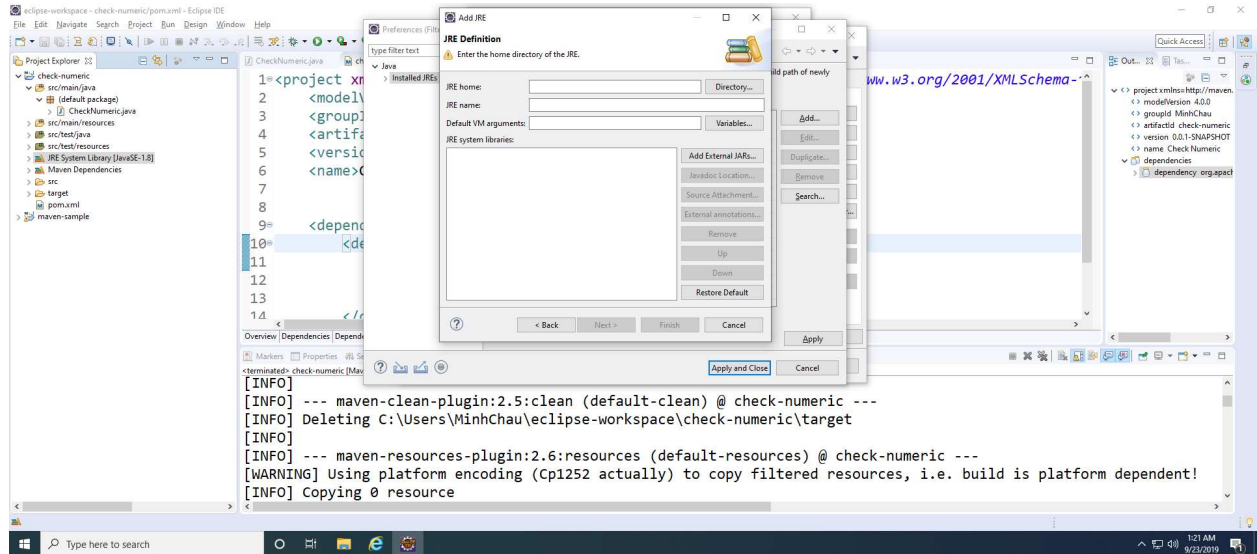 eclipse-workspace - check-numeric/pom.xml - Eclipse IDE
File Edit Navigate Search Project Run Design Window Help
Quick Access
Project Explorer
check-numeric
src/main/java
(default package)
CheckNumeric.java
src/main/resources
src/test/java
src/test/resources
JRE System Library [JavaSE-1.8]
Maven Dependencies
src
target
pom.xml
maven-sample
CheckNumeric.java
1 <project xm
2 <modelV
3 <groupI
4 <artifa
5 <versio
6 <name>C
7
8
9 <depend
10 <de
11
12
13
14
ww.w3.org/2001/XMLSchema-
Overview Dependencies Depend
Preferences (Filte
type filter text
Java
Installed JREs
ild path of newly
Add...
Edit...
Duplicate...
Remove
Search...
Apply
Apply and Close
Cancel
Add JRE
JRE Definition
Enter the home directory of the JRE.
JRE home:
Directory...
JRE name:
Default VM arguments:
Variables...
JRE system libraries:
Add External JARs...
Javadoc Location...
Source Attachment...
External annotations...
Remove
Up
Down
Restore Default
< Back
Next >
Finish
Cancel
Out...
Tas...
project xmlns=http://maven.
modelVersion 4.0.0
groupId MinhChau
artifactId check-numeric
version 0.0.1-SNAPSHOT
name Check Numeric
dependencies
dependency org.apach
Markers Properties Se
<terminated> check-numeric [Mav
[INFO]
[INFO] --- maven-clean-plugin:2.5:clean (default-clean) @ check-numeric ---
[INFO] Deleting C:\Users\MinhChau\eclipse-workspace\check-numeric\target
[INFO]
[INFO] --- maven-resources-plugin:2.6:resources (default-resources) @ check-numeric ---
[WARNING] Using platform encoding (Cp1252 actually) to copy filtered resources, i.e. build is platform dependent!
[INFO] Copying 0 resource
Type here to search
1:21 AM
9/23/2019